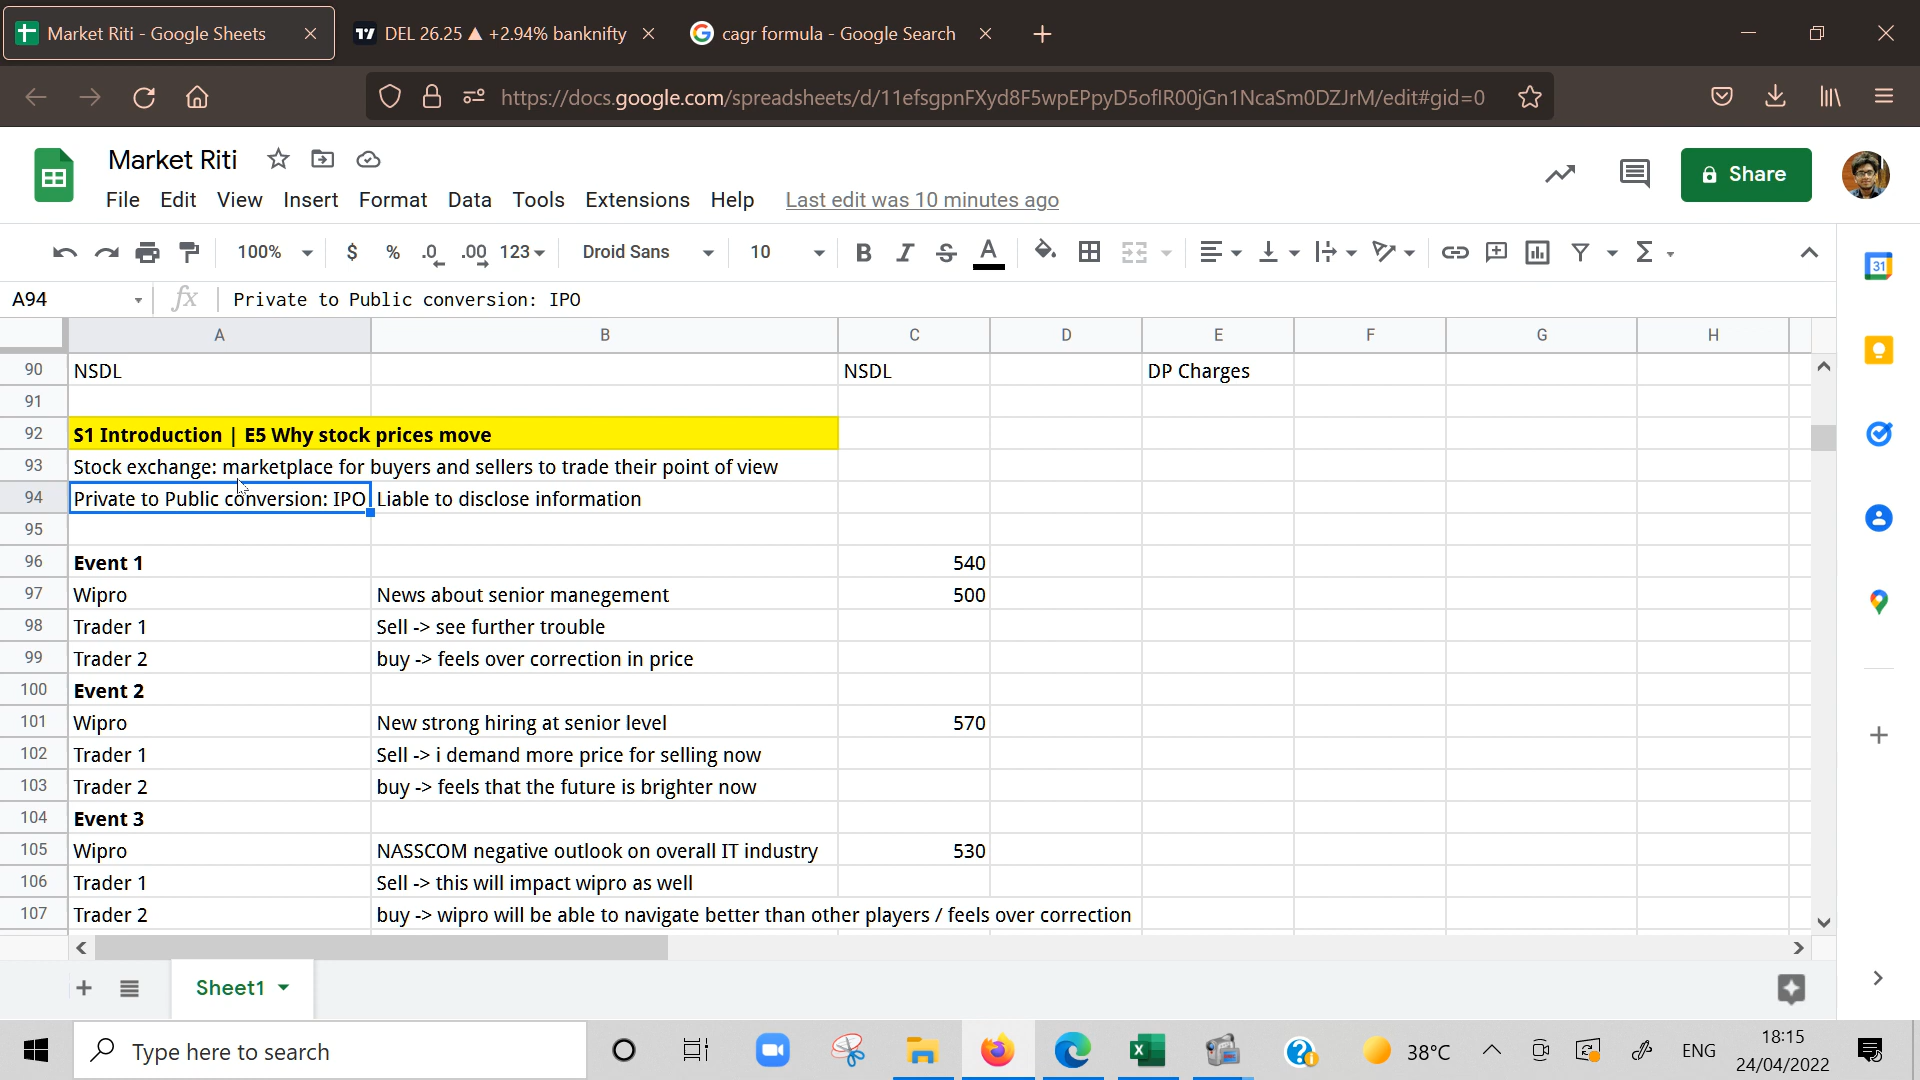 Market Riti - Google Sheets
DEL 26.25 ▲ +2.94% banknifty
cagr formula - Google Search
https://docs.google.com/spreadsheets/d/11efsgpnFXyd8F5wpEPpyD5oflR00jGn1NcaSm0DZJrM/edit#gid=0
Market Riti
File Edit View Insert Format Data Tools Extensions Help Last edit was 10 minutes ago
Share
100% $ % .0 .00 123 Droid Sans 10 B I S A
31
A94 fx Private to Public conversion: IPO
A B C D E F G H
90 NSDL NSDL DP Charges
91
92 S1 Introduction | E5 Why stock prices move
93 Stock exchange: marketplace for buyers and sellers to trade their point of view
94 Private to Public conversion: IPO Liable to disclose information
95
96 Event 1 540
97 Wipro News about senior manegement 500
98 Trader 1 Sell -> see further trouble
99 Trader 2 buy -> feels over correction in price
100 Event 2
101 Wipro New strong hiring at senior level 570
102 Trader 1 Sell -> i demand more price for selling now
103 Trader 2 buy -> feels that the future is brighter now
104 Event 3
105 Wipro NASSCOM negative outlook on overall IT industry 530
106 Trader 1 Sell -> this will impact wipro as well
107 Trader 2 buy -> wipro will be able to navigate better than other players / feels over correction
Sheet1
Type here to search
38°C
ENG
18:15
24/04/2022